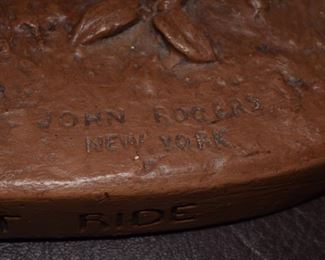 JOHN ROGERS
NEW YORK
T RIDE